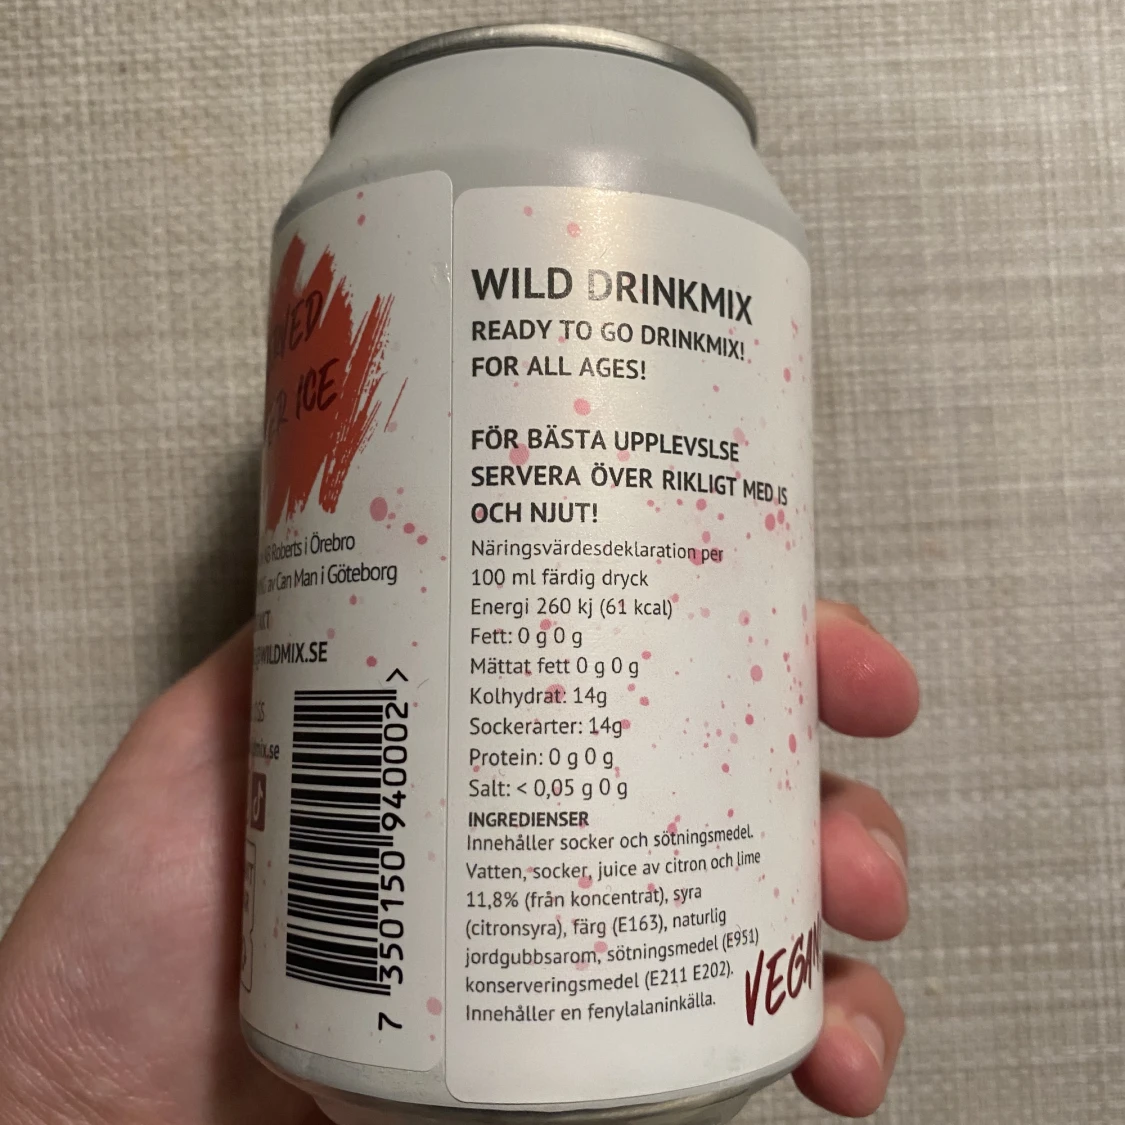 ICE
Roberts i Örebro
av Can Man i Göteborg
WILDMIX.SE
7 350150 940002 >
WILD DRINKMIX
READY TO GO DRINKMIX!
FOR ALL AGES!
FÖR BÄSTA UPPLEVSLSE
SERVERA ÖVER RIKLIGT MED IS
OCH NJUT!
Näringsvärdesdeklaration per
100 ml färdig dryck
Energi 260 kj (61 kcal)
Fett: 0 g 0 g
Mättat fett 0 g 0 g
Kolhydrat: 14g
Sockerarter: 14g
Protein: 0 g 0 g
Salt: < 0,05 g 0 g
INGREDIENSER
Innehåller socker och sötningsmedel.
Vatten, socker, juice av citron och lime
11,8% (från koncentrat), syra
(citronsyra), färg (E163), naturlig
jordgubbsarom, sötningsmedel (E951)
konserveringsmedel (E211 E202).
Innehåller en fenylalaninkälla.
VEGAN